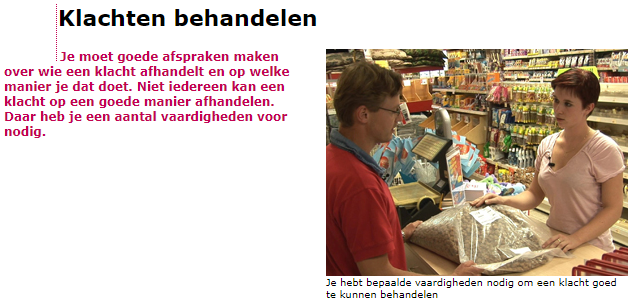 Klachten behandelen
Je moet goede afspraken maken
over wie een klacht afhandelt en op welke
manier je dat doet. Niet iedereen kan een
klacht op een goede manier afhandelen.
Daar heb je een aantal vaardigheden voor
nodig.
Je hebt bepaalde vaardigheden nodig om een klacht goed
te kunnen behandelen